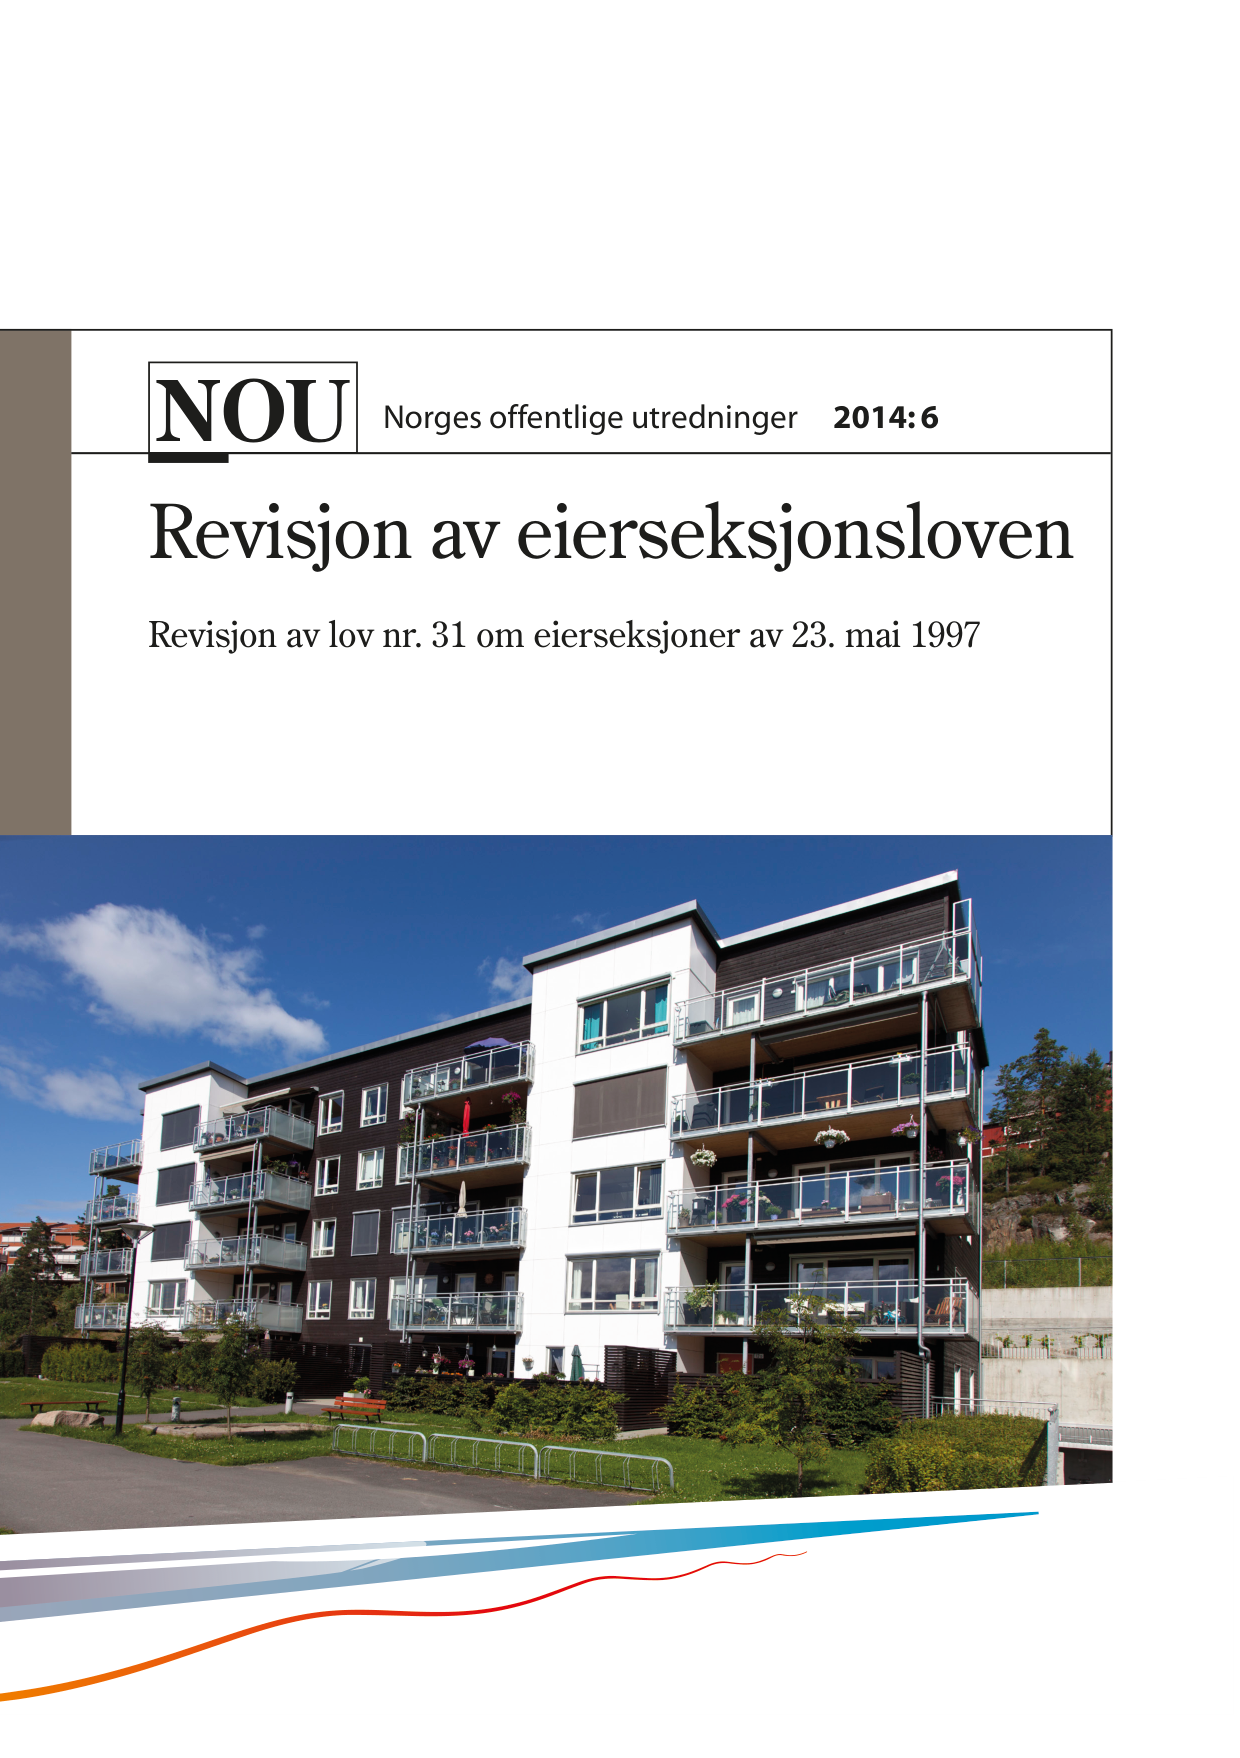 NOU
Norges offentlige utredninger 2014: 6
Revisjon av eierseksjonsloven
Revisjon av lov nr. 31 om eierseksjoner av 23. mai 1997